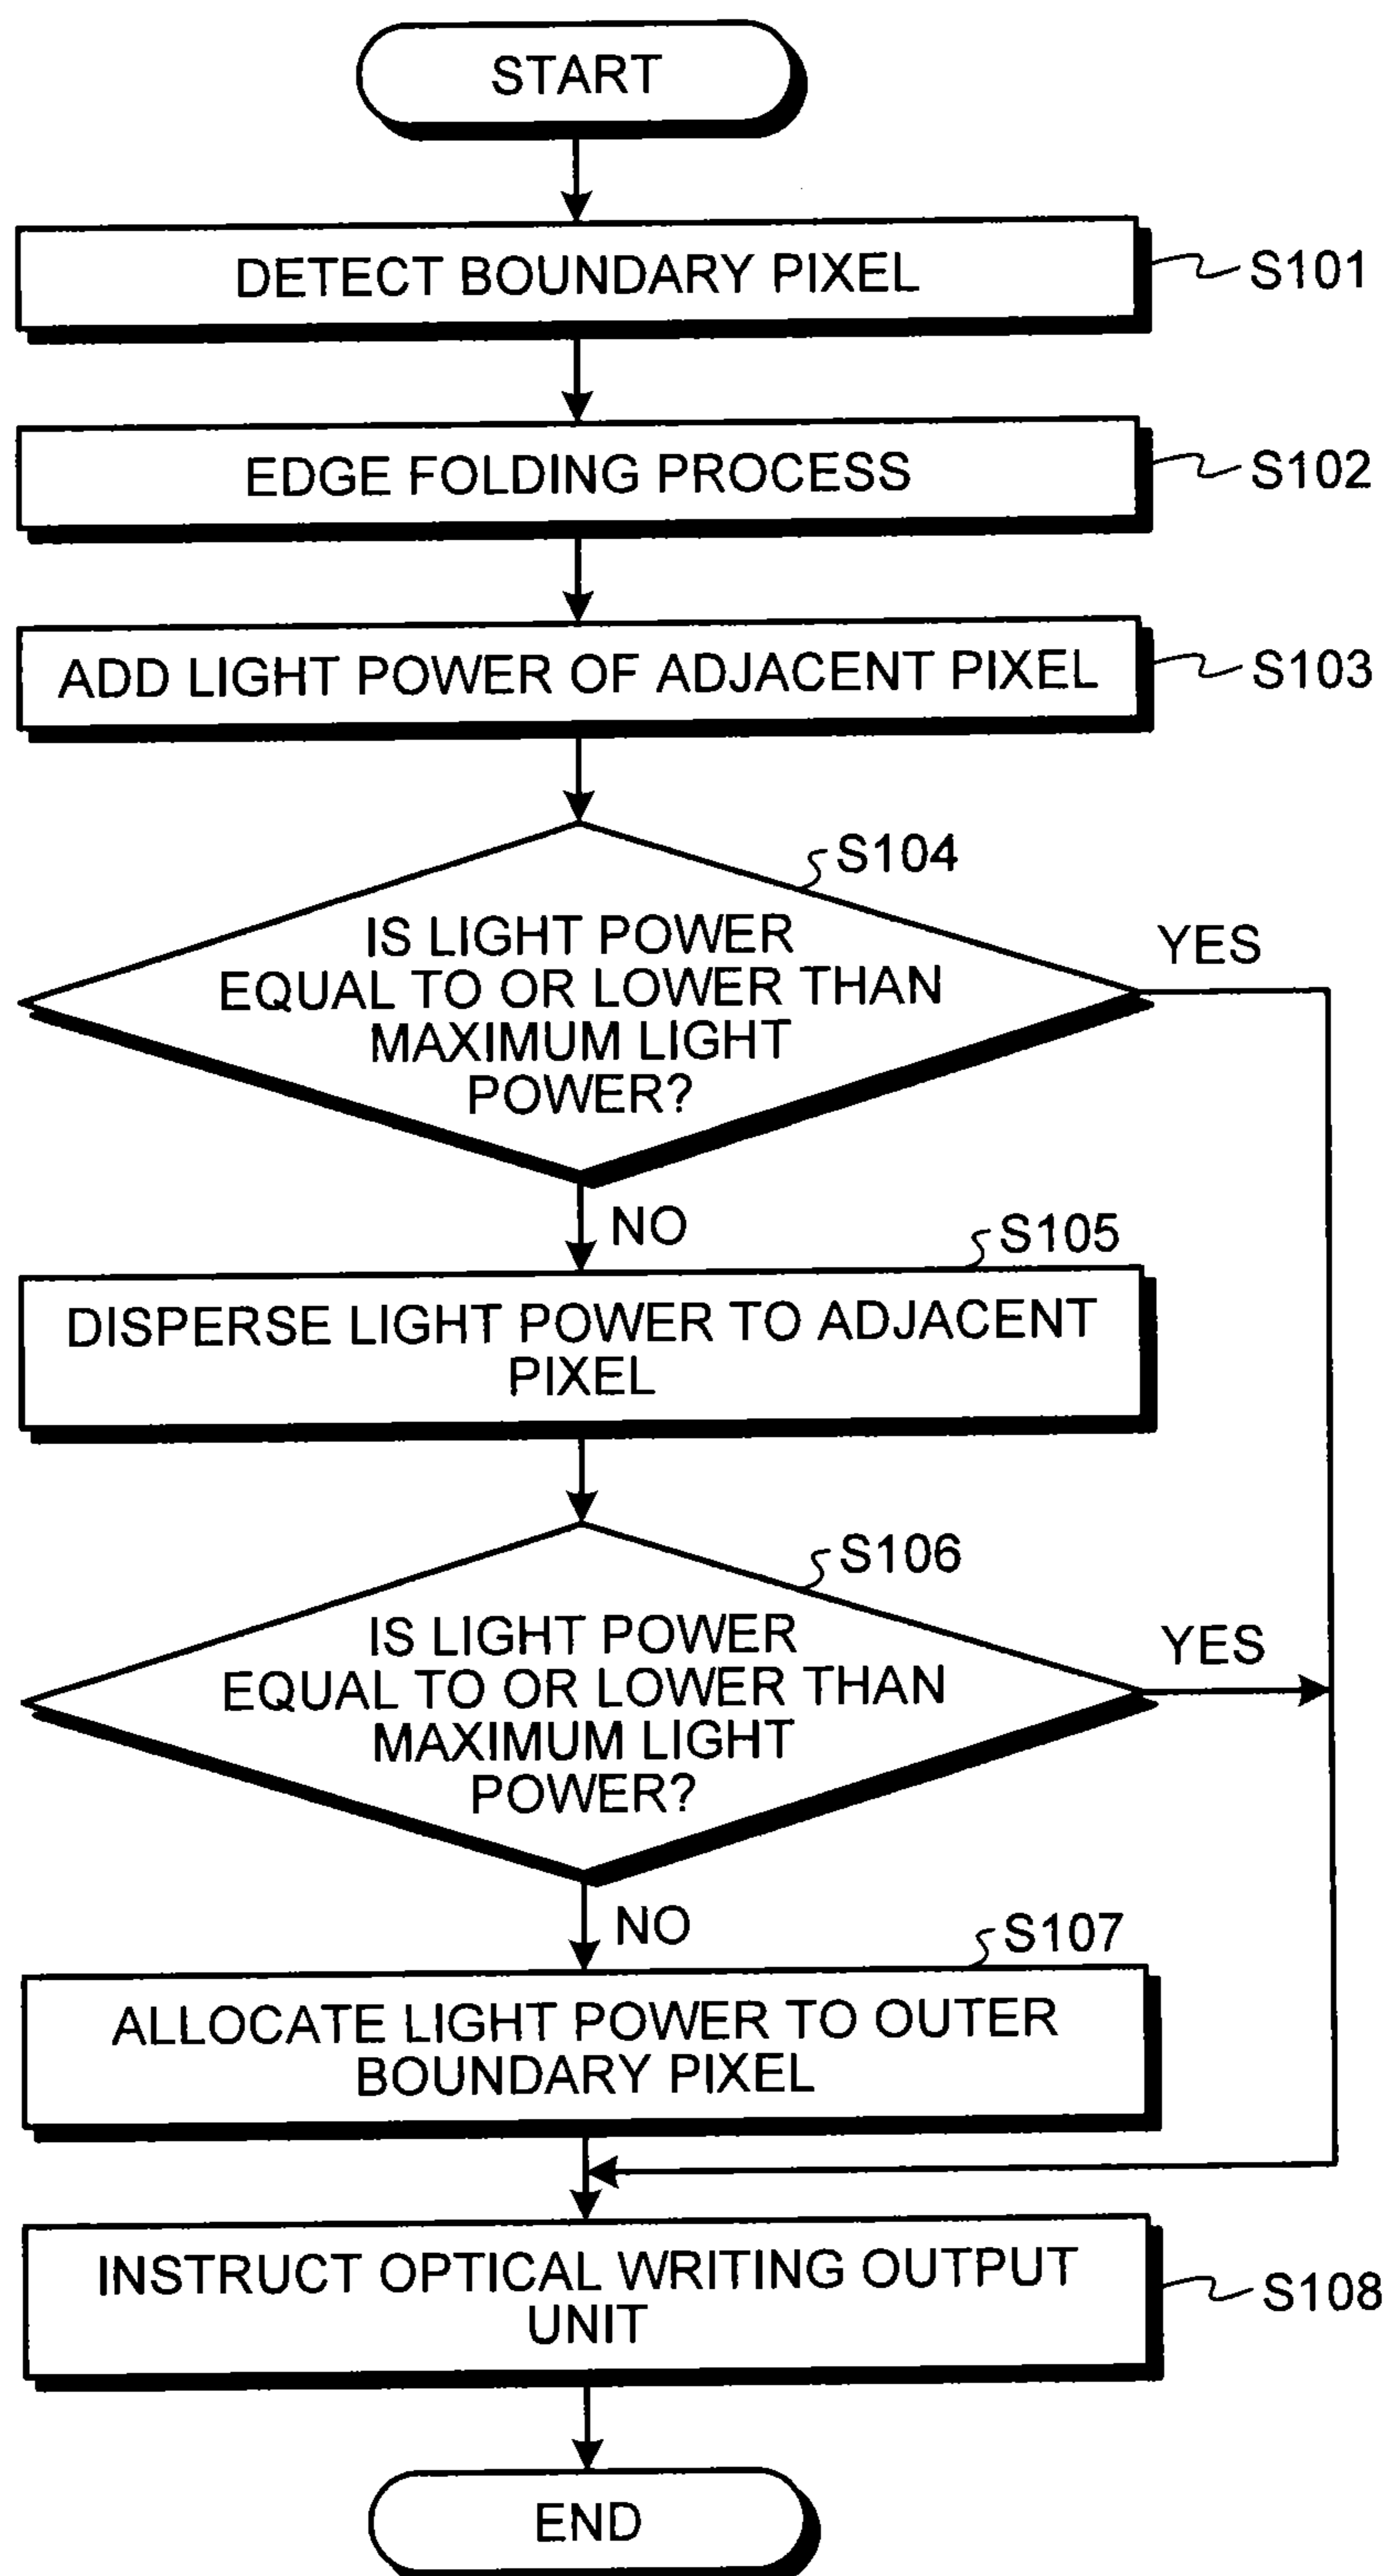 START
DETECT BOUNDARY PIXEL
S101
EDGE FOLDING PROCESS
S102
ADD LIGHT POWER OF ADJACENT PIXEL
S103
S104
IS LIGHT POWER
EQUAL TO OR LOWER THAN
MAXIMUM LIGHT
POWER?
YES
NO
S105
DISPERSE LIGHT POWER TO ADJACENT
PIXEL
S106
IS LIGHT POWER
EQUAL TO OR LOWER THAN
MAXIMUM LIGHT
POWER?
YES
NO
S107
ALLOCATE LIGHT POWER TO OUTER
BOUNDARY PIXEL
INSTRUCT OPTICAL WRITING OUTPUT
UNIT
S108
END